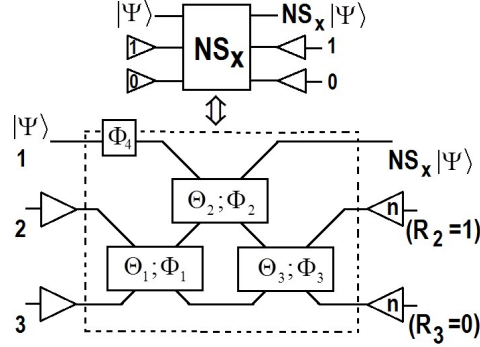 |Ψ⟩ NSₓ|Ψ⟩
1 NSₓ 1
0 0
|Ψ⟩ Φ₄
1 NSₓ|Ψ⟩
Θ₂;Φ₂ n
2 (R₂=1)
Θ₁;Φ₁ Θ₃;Φ₃
3 n
(R₃=0)